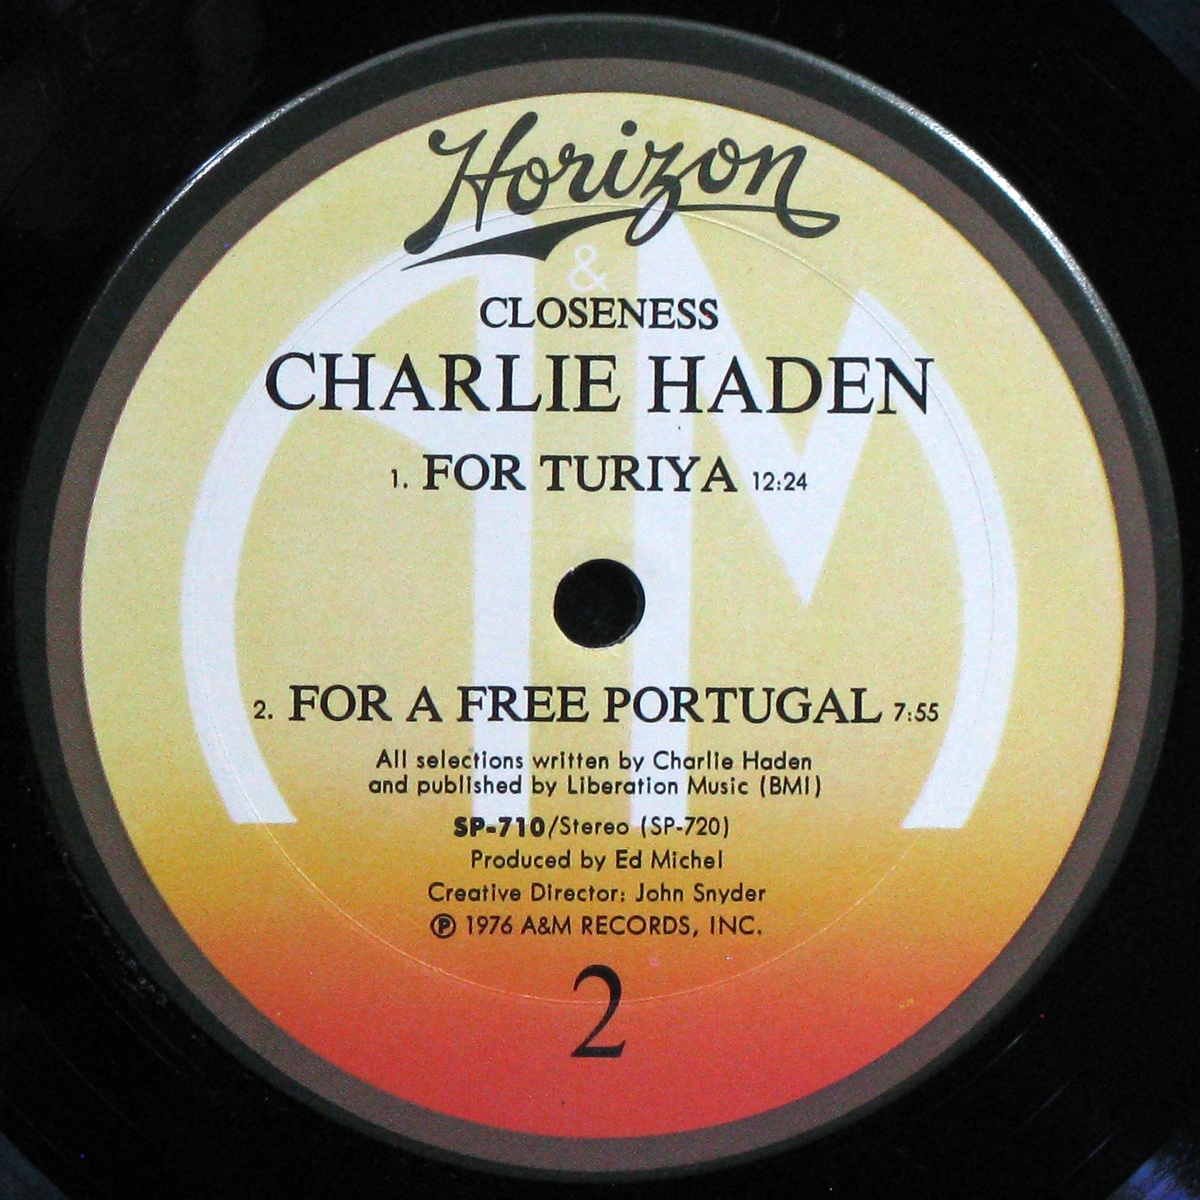 Horizon
&
CLOSENESS
CHARLIE HADEN
1. FOR TURIYA 12:24
2. FOR A FREE PORTUGAL 7:55
All selections written by Charlie Haden
and published by Liberation Music (BMI)
SP-710/Stereo (SP-720)
Produced by Ed Michel
Creative Director: John Snyder
℗ 1976 A&M RECORDS, INC.
2